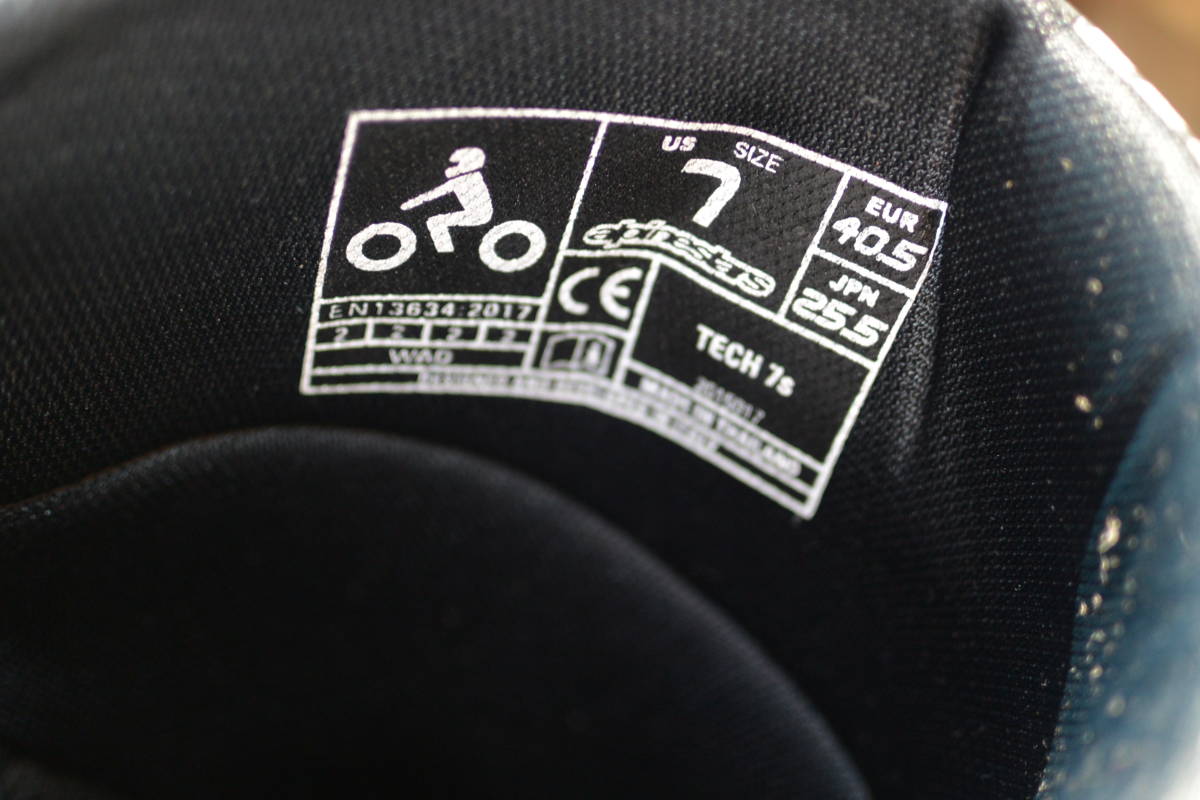 US SIZE
7
alpinestars
EUR
40.5
JPN
25.5
EN13634:2017
2 2 2 2
WAD
CE
TECH 7s
2015017
MADE IN THAILAND